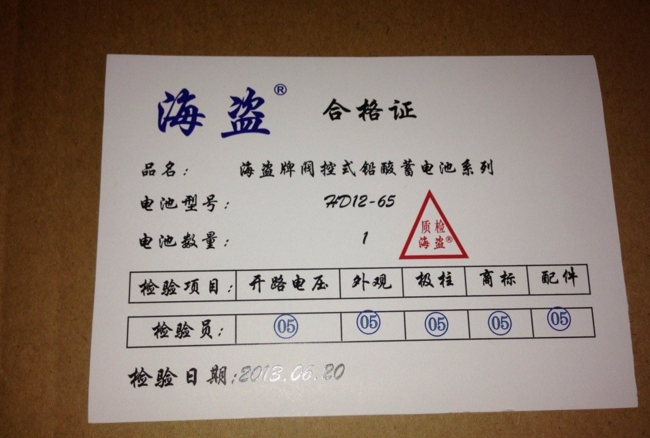 海盗® 合格证
品名: 海盗牌阀控式铅酸蓄电池系列
电池型号: HD12-65
电池数量: 1
质检
海盗®
检验项目: 开路电压 外观 极柱 商标 配件
检验员: 05 05 05 05 05
检验日期:2013.06.20